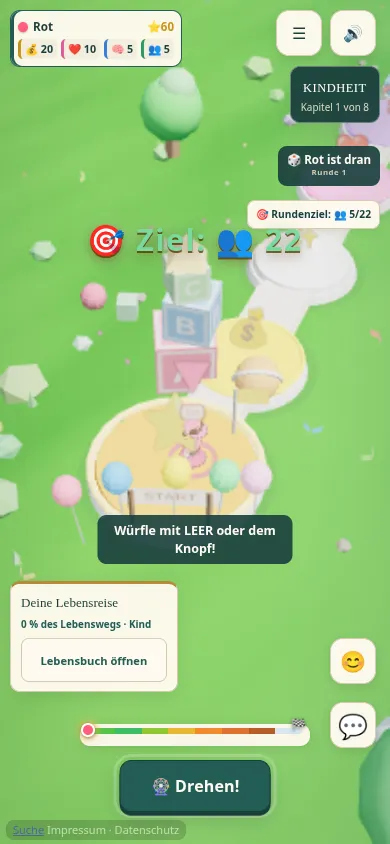 Rot ⭐60
💰 20 ❤️ 10 🧠 5 👥 5
☰ 🔊
KINDHEIT
Kapitel 1 von 8
🎲 Rot ist dran
Runde 1
🎯 Rundenziel: 👥 5/22
🎯 Ziel: 👥 22
C
B
START
Würfle mit LEER oder dem
Knopf!
Deine Lebensreise
0 % des Lebenswegs · Kind
Lebensbuch öffnen
🎡 Drehen!
Suche Impressum · Datenschutz